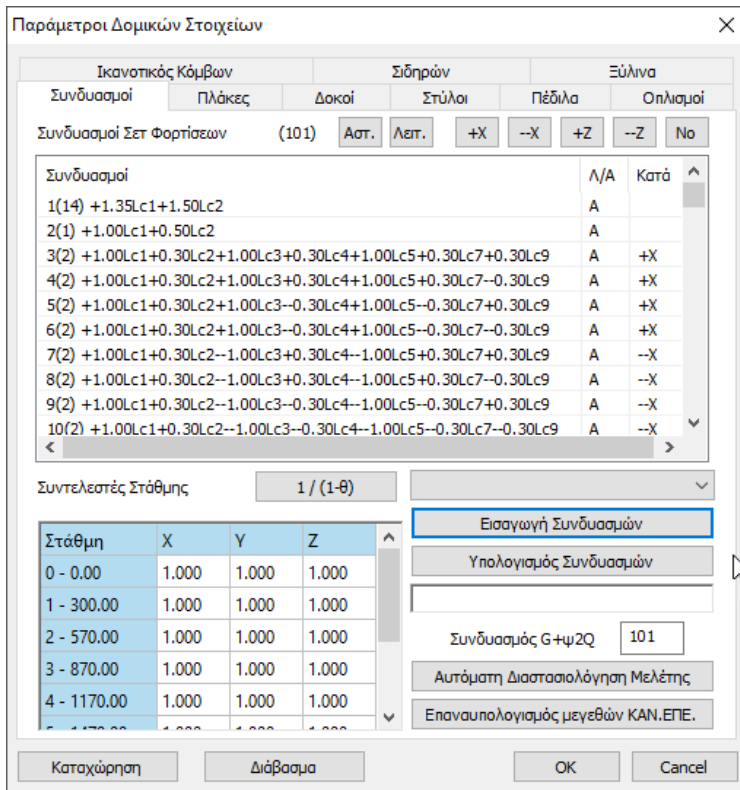 Παράμετροι Δομικών Στοιχείων
Ικανοτικός Κόμβων Σιδηρών Ξύλινα
Συνδυασμοί Πλάκες Δοκοί Στύλοι Πέδιλα Οπλισμοί
Συνδυασμοί Σετ Φορτίσεων (101) Αστ. Λειτ. +X --X +Z --Z No
Συνδυασμοί Λ/Α Κατά
1(14) +1.35Lc1+1.50Lc2 Α
2(1) +1.00Lc1+0.50Lc2 Α
3(2) +1.00Lc1+0.30Lc2+1.00Lc3+0.30Lc4+1.00Lc5+0.30Lc7+0.30Lc9 Α +X
4(2) +1.00Lc1+0.30Lc2+1.00Lc3+0.30Lc4+1.00Lc5+0.30Lc7--0.30Lc9 Α +X
5(2) +1.00Lc1+0.30Lc2+1.00Lc3--0.30Lc4+1.00Lc5--0.30Lc7+0.30Lc9 Α +X
6(2) +1.00Lc1+0.30Lc2+1.00Lc3--0.30Lc4+1.00Lc5--0.30Lc7--0.30Lc9 Α +X
7(2) +1.00Lc1+0.30Lc2--1.00Lc3+0.30Lc4--1.00Lc5+0.30Lc7+0.30Lc9 Α --X
8(2) +1.00Lc1+0.30Lc2--1.00Lc3+0.30Lc4--1.00Lc5+0.30Lc7--0.30Lc9 Α --X
9(2) +1.00Lc1+0.30Lc2--1.00Lc3--0.30Lc4--1.00Lc5--0.30Lc7+0.30Lc9 Α --X
10(2) +1.00Lc1+0.30Lc2--1.00Lc3--0.30Lc4--1.00Lc5--0.30Lc7--0.30Lc9 Α --X
Συντελεστές Στάθμης 1 / (1-θ)
Εισαγωγή Συνδυασμών
Στάθμη X Y Z
Υπολογισμός Συνδυασμών
0 - 0.00 1.000 1.000 1.000
1 - 300.00 1.000 1.000 1.000
2 - 570.00 1.000 1.000 1.000
Συνδυασμός G+ψ2Q 101
3 - 870.00 1.000 1.000 1.000
Αυτόματη Διαστασιολόγηση Μελέτης
4 - 1170.00 1.000 1.000 1.000
Επαναυπολογισμός μεγεθών ΚΑΝ.ΕΠΕ.
Καταχώρηση Διάβασμα OK Cancel